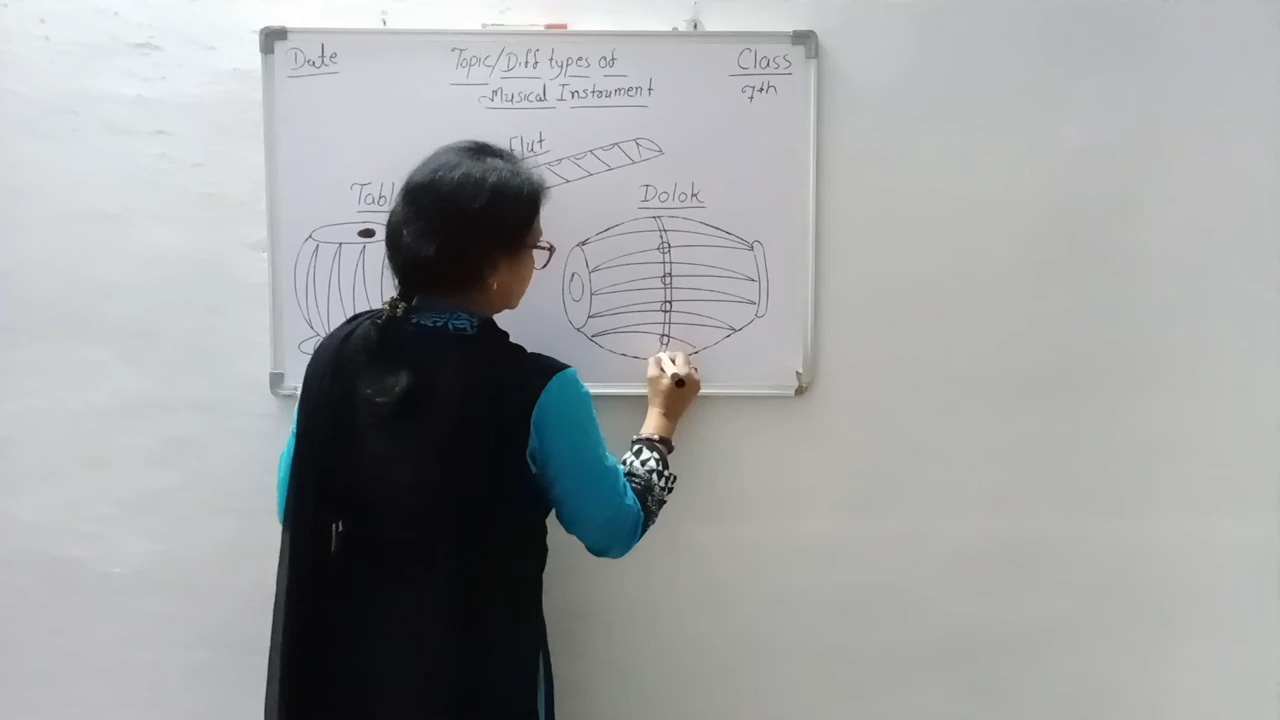 Date
Topic/Diff types of
Musical Instrument
Class
7th
Flut
Dolok